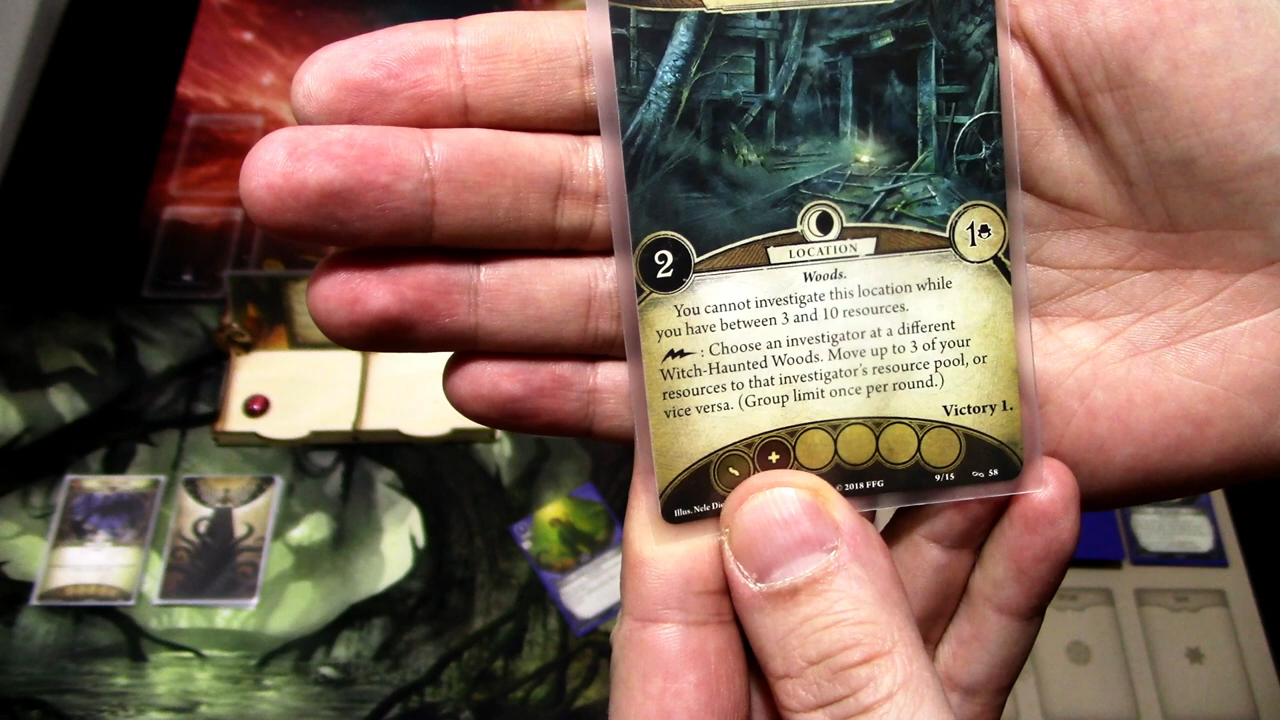 2
1
LOCATION
Woods.
You cannot investigate this location while
you have between 3 and 10 resources.
: Choose an investigator at a different
Witch-Haunted Woods. Move up to 3 of your
resources to that investigator's resource pool, or
vice versa. (Group limit once per round.)
Victory 1.
Illus. Nele
© 2018 FFG
9/15
58